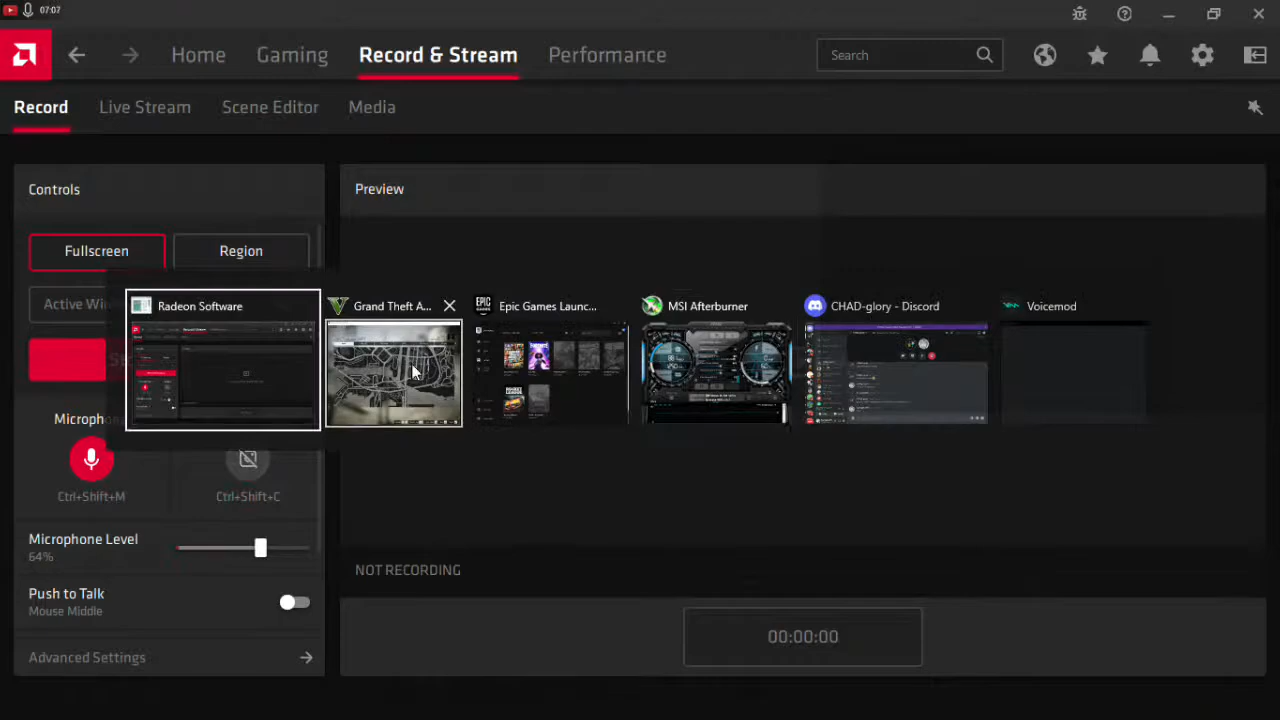 07:07
Home Gaming Record & Stream Performance Search
Record Live Stream Scene Editor Media
Controls
Preview
Fullscreen Region
Radeon Software Grand Theft A... Epic Games Launc... MSI Afterburner CHAD-glory - Discord Voicemod
Ctrl+Shift+M Ctrl+Shift+C
Microphone Level
64%
NOT RECORDING
Push to Talk
Mouse Middle
00:00:00
Advanced Settings